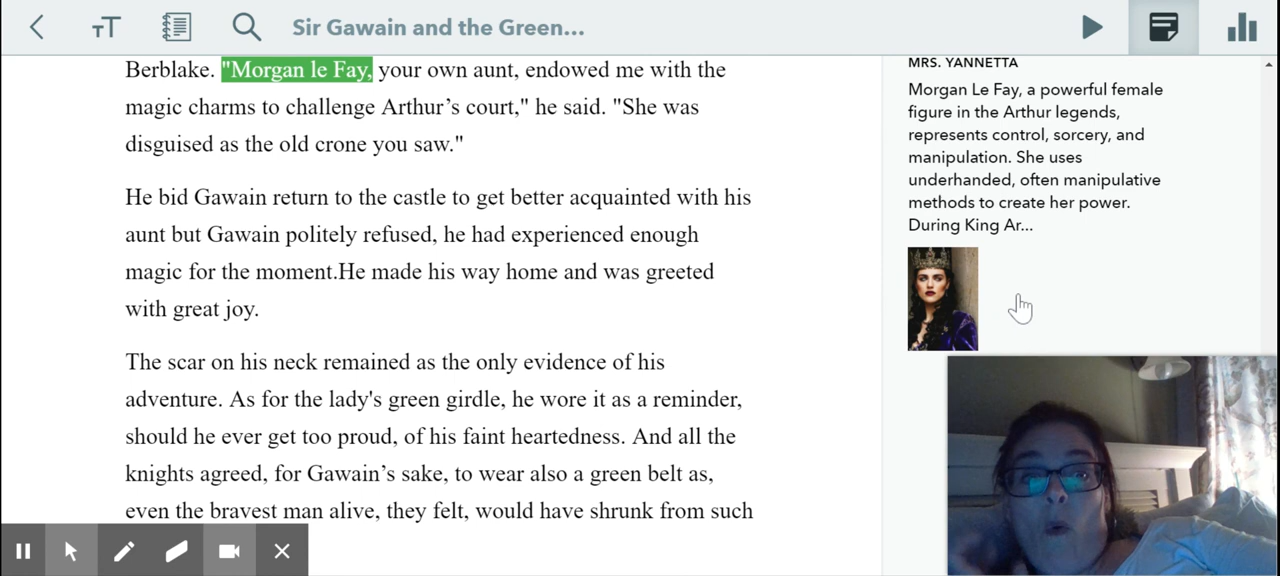 Sir Gawain and the Green...
Berblake. "Morgan le Fay, your own aunt, endowed me with the
magic charms to challenge Arthur’s court," he said. "She was
disguised as the old crone you saw."
He bid Gawain return to the castle to get better acquainted with his
aunt but Gawain politely refused, he had experienced enough
magic for the moment.He made his way home and was greeted
with great joy.
The scar on his neck remained as the only evidence of his
adventure. As for the lady's green girdle, he wore it as a reminder,
should he ever get too proud, of his faint heartedness. And all the
knights agreed, for Gawain’s sake, to wear also a green belt as,
even the bravest man alive, they felt, would have shrunk from such
MRS. YANNETTA
Morgan Le Fay, a powerful female
figure in the Arthur legends,
represents control, sorcery, and
manipulation. She uses
underhanded, often manipulative
methods to create her power.
During King Ar...